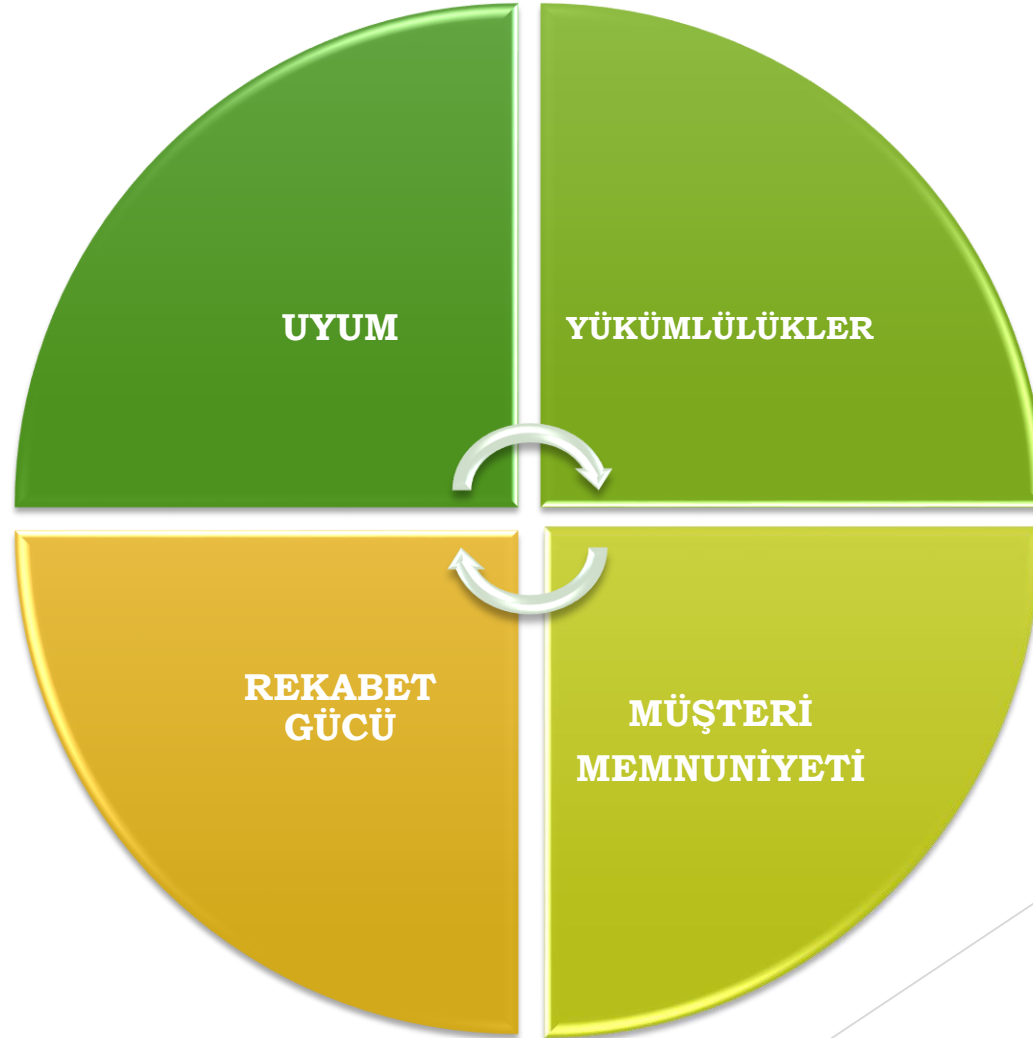 UYUM
YÜKÜMLÜLÜKLER
REKABET
GÜCÜ
MÜŞTERİ
MEMNUNİYETİ